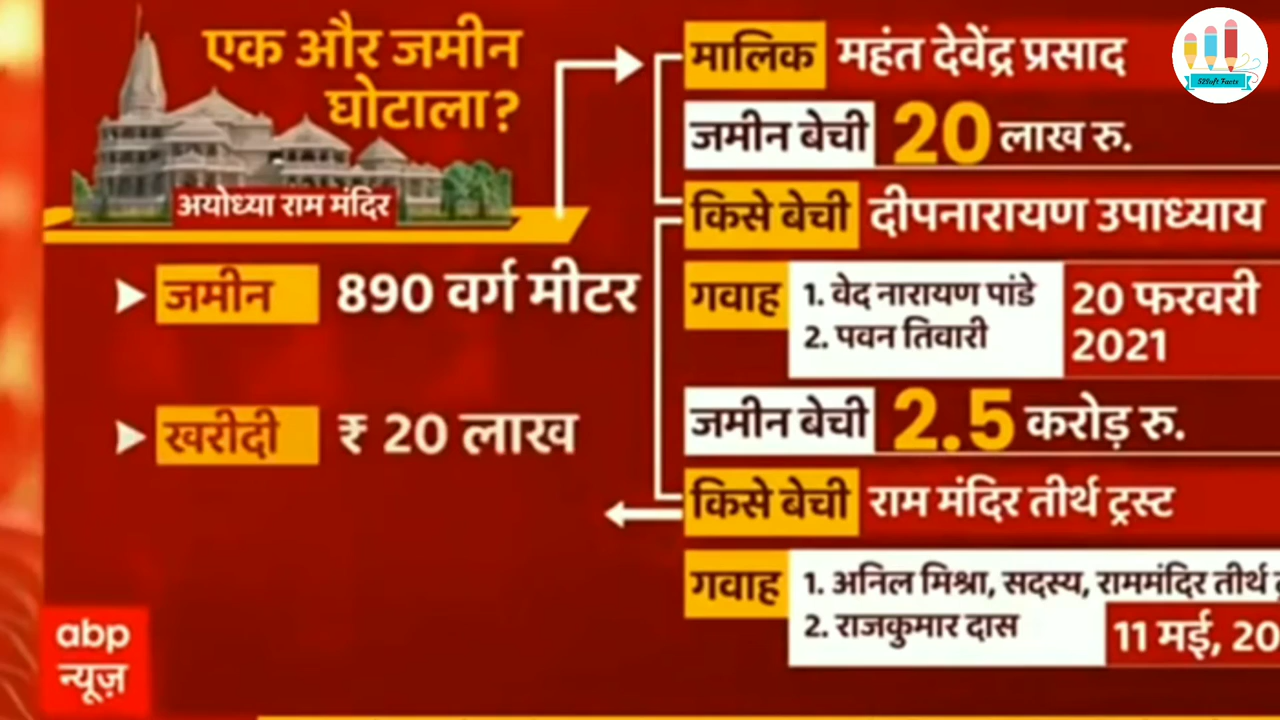 एक और जमीन
घोटाला?
अयोध्या राम मंदिर
जमीन 890 वर्ग मीटर
खरीदी ₹ 20 लाख
मालिक महंत देवेंद्र प्रसाद
जमीन बेची 20 लाख रु.
किसे बेची दीपनारायण उपाध्याय
गवाह 1. वेद नारायण पांडे
2. पवन तिवारी
20 फरवरी
2021
जमीन बेची 2.5 करोड़ रु.
किसे बेची राम मंदिर तीर्थ ट्रस्ट
गवाह 1. अनिल मिश्रा, सदस्य, राममंदिर तीर्थ
2. राजकुमार दास
11 मई, 20
abp
न्यूज़